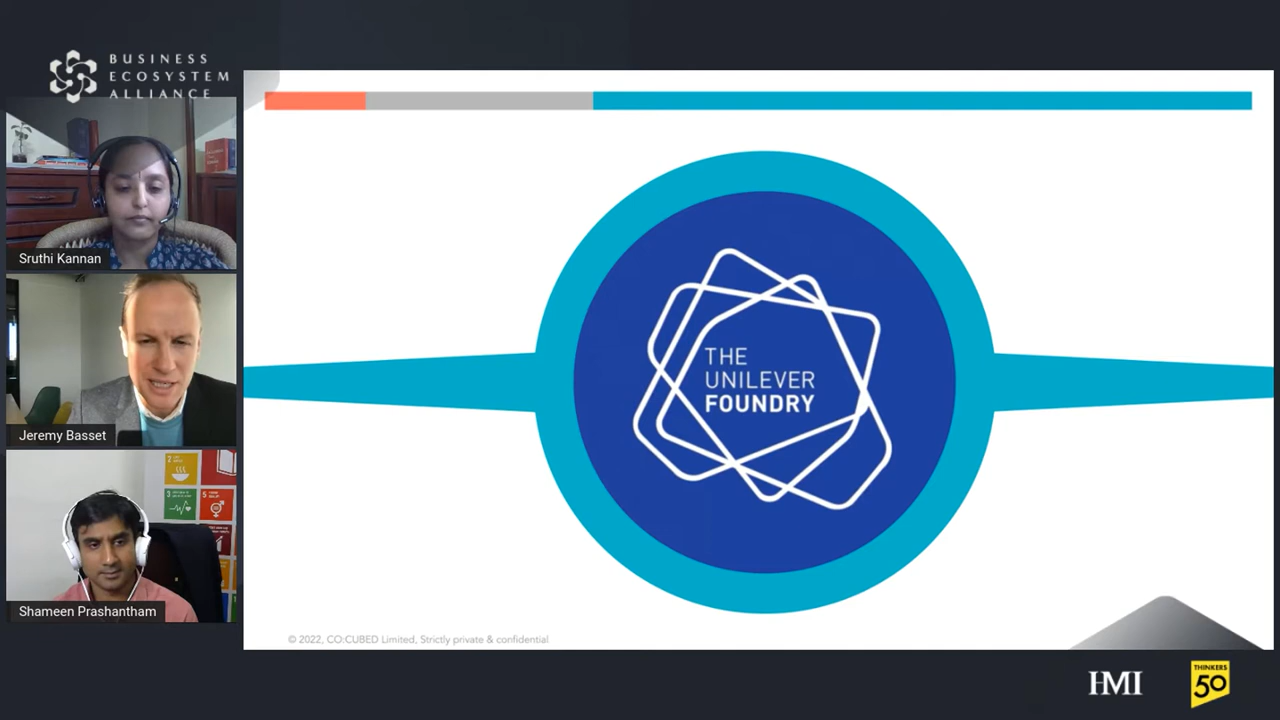 BUSINESS
ECOSYSTEM
ALLIANCE
Sruthi Kannan
Jeremy Basset
Shameen Prashantham
THE
UNILEVER
FOUNDRY
© 2022, CO:CUBED Limited, Strictly private & confidential
HMI
THINKERS
50